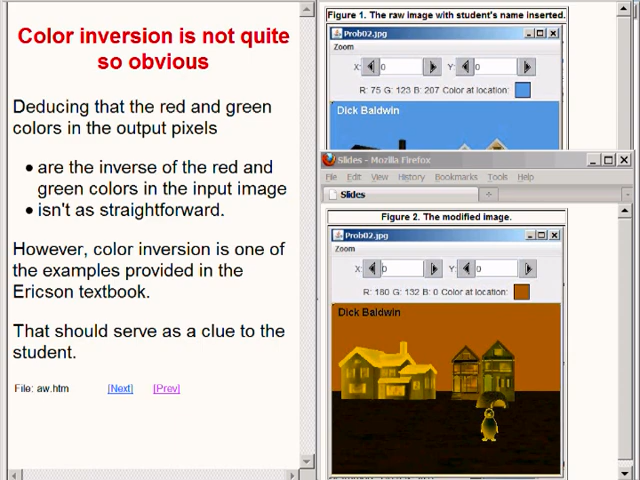 Color inversion is not quite
so obvious
Deducing that the red and green
colors in the output pixels
• are the inverse of the red and
green colors in the input image
• isn't as straightforward.
However, color inversion is one of
the examples provided in the
Ericson textbook.
That should serve as a clue to the
student.
File: aw.htm [Next] [Prev]
Figure 1. The raw image with student's name inserted.
Prob02.jpg
Zoom
X: 0 Y: 0
R: 75 G: 123 B: 207 Color at location:
Dick Baldwin
Slides - Mozilla Firefox
File Edit View History Bookmarks Tools Help
Slides
Figure 2. The modified image.
Prob02.jpg
Zoom
X: 0 Y: 0
R: 180 G: 132 B: 0 Color at location:
Dick Baldwin